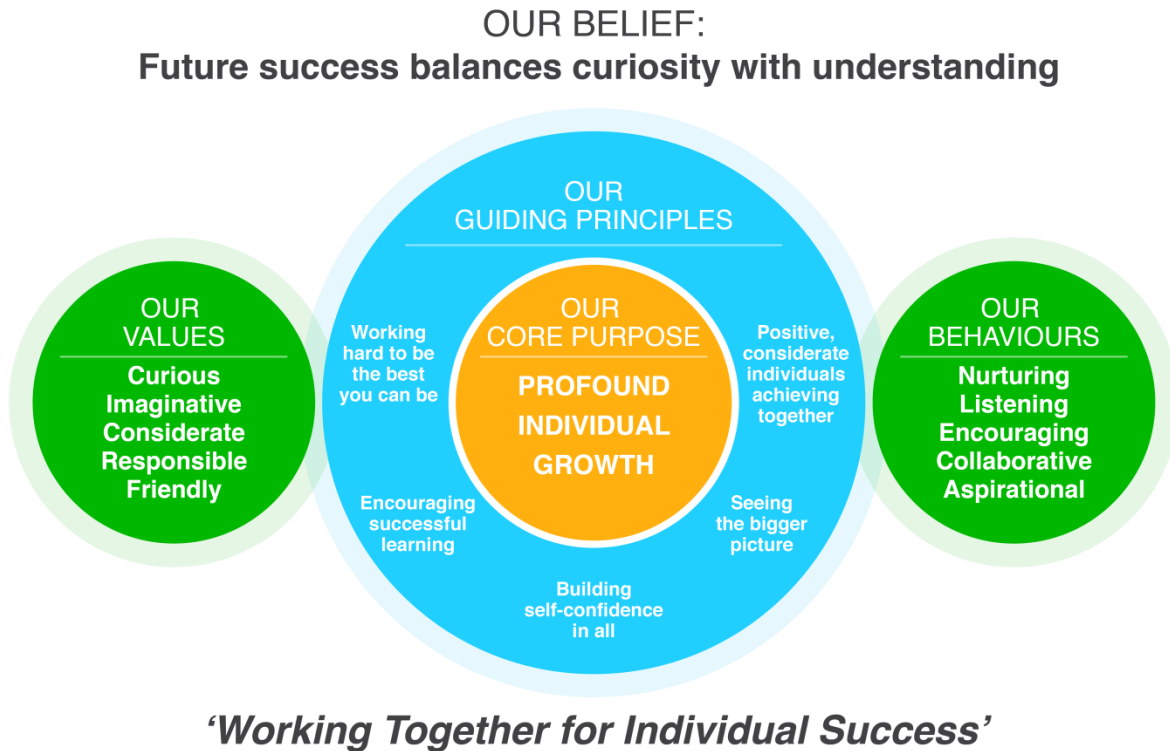 OUR BELIEF:
Future success balances curiosity with understanding
OUR
VALUES
Curious
Imaginative
Considerate
Responsible
Friendly
OUR
GUIDING PRINCIPLES
Working
hard to be
the best
you can be
Encouraging
successful
learning
Building
self-confidence
in all
Seeing
the bigger
picture
Positive,
considerate
individuals
achieving
together
OUR
CORE PURPOSE
PROFOUND
INDIVIDUAL
GROWTH
OUR
BEHAVIOURS
Nurturing
Listening
Encouraging
Collaborative
Aspirational
‘Working Together for Individual Success’